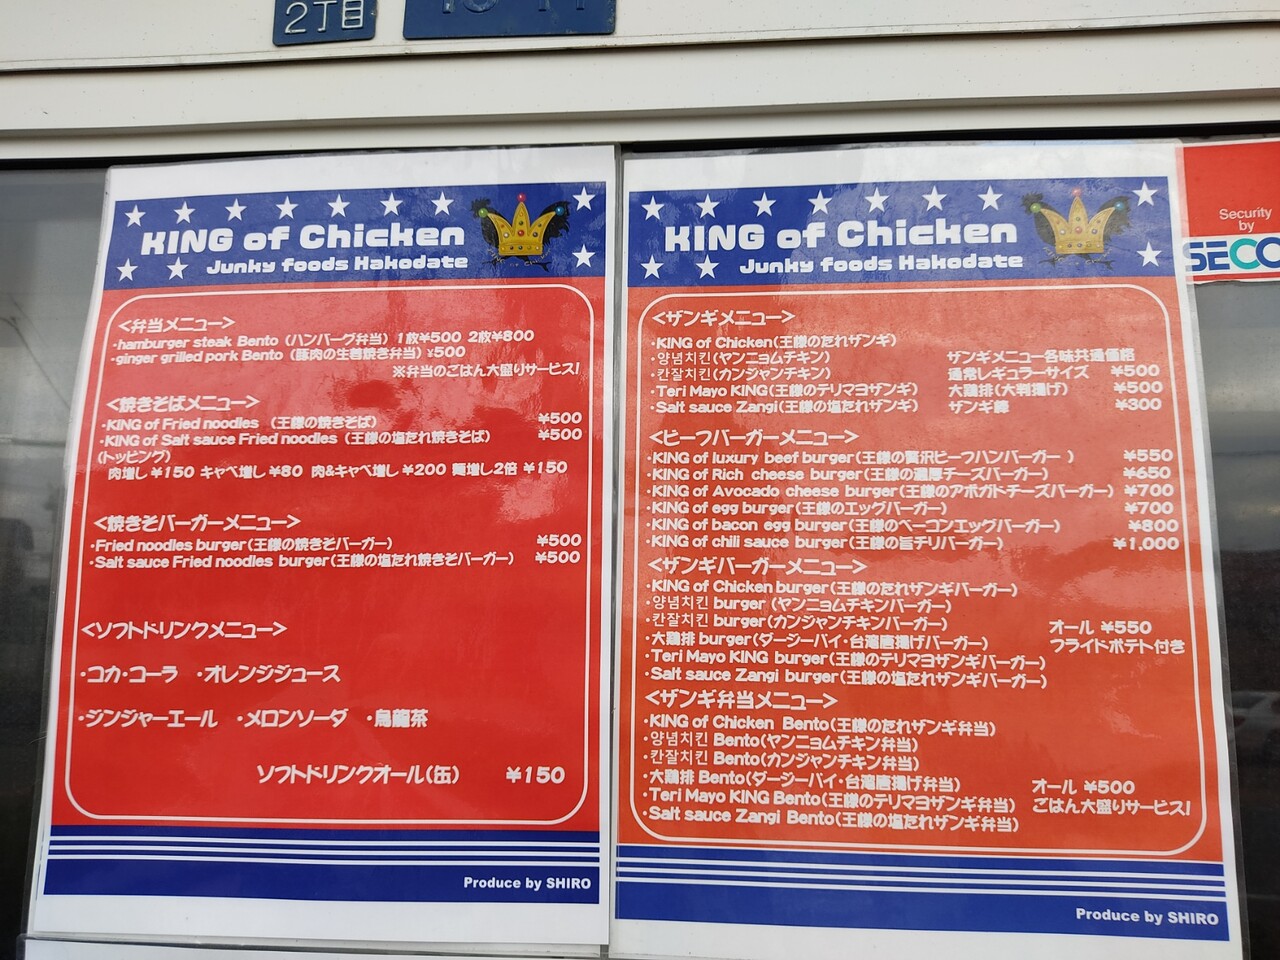 2丁目
KING of Chicken
Junky foods Hakodate
<弁当メニュー>
・hamburger steak Bento (ハンバーグ弁当) 1枚¥500 2枚¥800
・ginger grilled pork Bento (豚肉の生姜焼き弁当) ¥500
※弁当のごはん大盛りサービス!
<焼きそばメニュー>
・KING of Fried noodles (王様の焼きそば) ¥500
・KING of Salt sauce Fried noodles (王様の塩たれ焼きそば) ¥500
(トッピング)
肉増し ¥150 キャベ増し ¥80 肉&キャベ増し ¥200 麺増し2倍 ¥150
<焼きそバーガーメニュー>
・Fried noodles burger(王様の焼きそバーガー) ¥500
・Salt sauce Fried noodles burger(王様の塩たれ焼きそバーガー) ¥500
<ソフトドリンクメニュー>
・コカ・コーラ ・オレンジジュース
・ジンジャーエール ・メロンソーダ ・烏龍茶
ソフトドリンクオール(缶) ¥150
Produce by SHIRO
KING of Chicken
Junky foods Hakodate
<ザンギメニュー>
・KING of Chicken(王様のたれザンギ)
・양념치킨(ヤンニョムチキン) ザンギメニュー各味共通価格
・칸잘치킨(カンジャンチキン) 通常レギュラーサイズ ¥500
・Teri Mayo KING(王様のテリマヨザンギ) 大鶏排(大判揚げ) ¥500
・Salt sauce Zangi(王様の塩たれザンギ) ザンギ棒 ¥300
<ビーフバーガーメニュー>
・KING of luxury beef burger(王様の贅沢ビーフハンバーガー ) ¥550
・KING of Rich cheese burger(王様の濃厚チーズバーガー) ¥650
・KING of Avocado cheese burger(王様のアボガドチーズバーガー) ¥700
・KING of egg burger(王様のエッグバーガー) ¥700
・KING of bacon egg burger(王様のベーコンエッグバーガー) ¥800
・KING of chili sauce burger(王様の旨チリバーガー) ¥1,000
<ザンギバーガーメニュー>
・KING of Chicken burger(王様のたれザンギバーガー)
・양념치킨 burger (ヤンニョムチキンバーガー)
・칸잘치킨 burger(カンジャンチキンバーガー) オール ¥550
・大鶏排 burger(ダージーパイ・台湾唐揚げバーガー) フライドポテト付き
・Teri Mayo KING burger(王様のテリマヨザンギバーガー)
・Salt sauce Zangi burger(王様の塩たれザンギバーガー)
<ザンギ弁当メニュー>
・KING of Chicken Bento(王様のたれザンギ弁当)
・양념치킨 Bento(ヤンニョムチキン弁当)
・칸잘치킨 Bento(カンジャンチキン弁当)
・大鶏排 Bento(ダージーパイ・台湾唐揚げ弁当) オール ¥500
・Teri Mayo KING Bento(王様のテリマヨザンギ弁当) ごはん大盛りサービス!
・Salt sauce Zangi Bento(王様の塩たれザンギ弁当)
Produce by SHIRO
Security
by
SECO